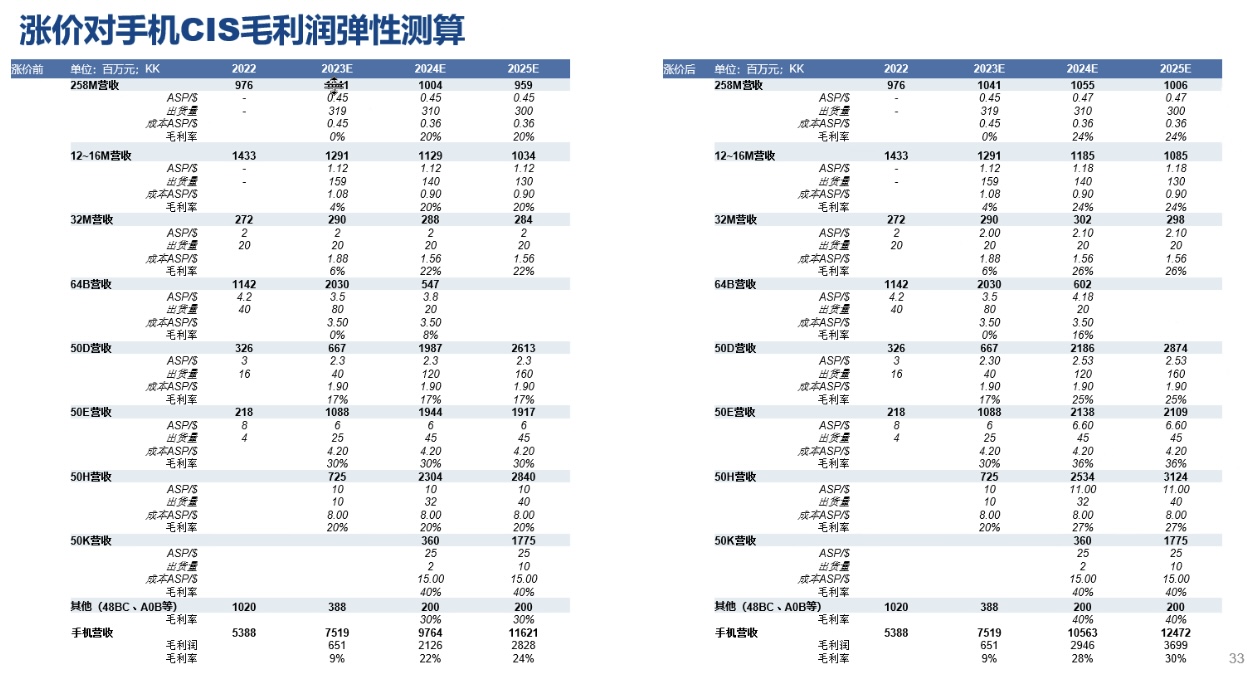 涨价对手机CIS毛利润弹性测算
涨价前 单位：百万元；KK 2022 2023E 2024E 2025E
258M营收 976 1004 959
ASP/$ - 0.45 0.45 0.45
出货量 - 319 310 300
成本ASP/$ 0.45 0.36 0.36
毛利率 0% 20% 20%
12~16M营收 1433 1291 1129 1034
ASP/$ - 1.12 1.12 1.12
出货量 - 159 140 130
成本ASP/$ 1.08 0.90 0.90
毛利率 4% 20% 20%
32M营收 272 290 288 284
ASP/$ 2 2 2 2
出货量 20 20 20 20
成本ASP/$ 1.88 1.56 1.56
毛利率 6% 22% 22%
64B营收 1142 2030 547
ASP/$ 4.2 3.5 3.8
出货量 40 80 20
成本ASP/$ 3.50 3.50
毛利率 0% 8%
50D营收 326 667 1987 2613
ASP/$ 3 2.3 2.3 2.3
出货量 16 40 120 160
成本ASP/$ 1.90 1.90 1.90
毛利率 17% 17% 17%
50E营收 218 1088 1944 1917
ASP/$ 8 6 6 6
出货量 4 25 45 45
成本ASP/$ 4.20 4.20 4.20
毛利率 30% 30% 30%
50H营收 725 2304 2840
ASP/$ 10 10 10
出货量 10 32 40
成本ASP/$ 8.00 8.00 8.00
毛利率 20% 20% 20%
50K营收 360 1775
ASP/$ 25 25
出货量 2 10
成本ASP/$ 15.00 15.00
毛利率 40% 40%
其他（48BC、A0B等） 1020 388 200 200
毛利率 30% 30%
手机营收 5388 7519 9764 11621
毛利润 651 2126 2828
毛利率 9% 22% 24%
涨价后 单位：百万元；KK 2022 2023E 2024E 2025E
258M营收 976 1041 1055 1006
ASP/$ - 0.45 0.47 0.47
出货量 - 319 310 300
成本ASP/$ 0.45 0.36 0.36
毛利率 0% 24% 24%
12~16M营收 1433 1291 1185 1085
ASP/$ - 1.12 1.18 1.18
出货量 - 159 140 130
成本ASP/$ 1.08 0.90 0.90
毛利率 4% 24% 24%
32M营收 272 290 302 298
ASP/$ 2 2.00 2.10 2.10
出货量 20 20 20 20
成本ASP/$ 1.88 1.56 1.56
毛利率 6% 26% 26%
64B营收 1142 2030 602
ASP/$ 4.2 3.5 4.18
出货量 40 80 20
成本ASP/$ 3.50 3.50
毛利率 0% 16%
50D营收 326 667 2186 2874
ASP/$ 3 2.30 2.53 2.53
出货量 16 40 120 160
成本ASP/$ 1.90 1.90 1.90
毛利率 17% 25% 25%
50E营收 218 1088 2138 2109
ASP/$ 8 6 6.60 6.60
出货量 4 25 45 45
成本ASP/$ 4.20 4.20 4.20
毛利率 30% 36% 36%
50H营收 725 2534 3124
ASP/$ 10 11.00 11.00
出货量 10 32 40
成本ASP/$ 8.00 8.00 8.00
毛利率 20% 27% 27%
50K营收 360 1775
ASP/$ 25 25
出货量 2 10
成本ASP/$ 15.00 15.00
毛利率 40% 40%
其他（48BC、A0B等） 1020 388 200 200
毛利率 40% 40%
手机营收 5388 7519 10563 12472
毛利润 651 2946 3699
毛利率 9% 28% 30%
33